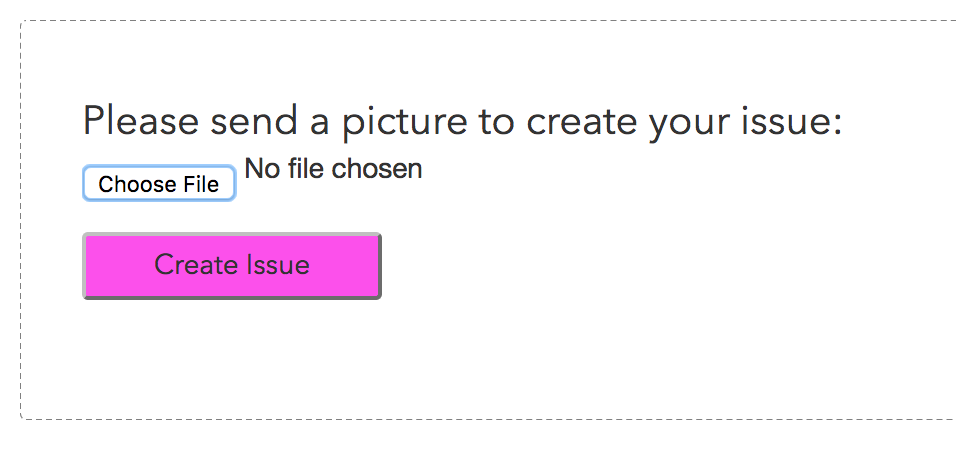 Please send a picture to create your issue:
Choose File No file chosen
Create Issue